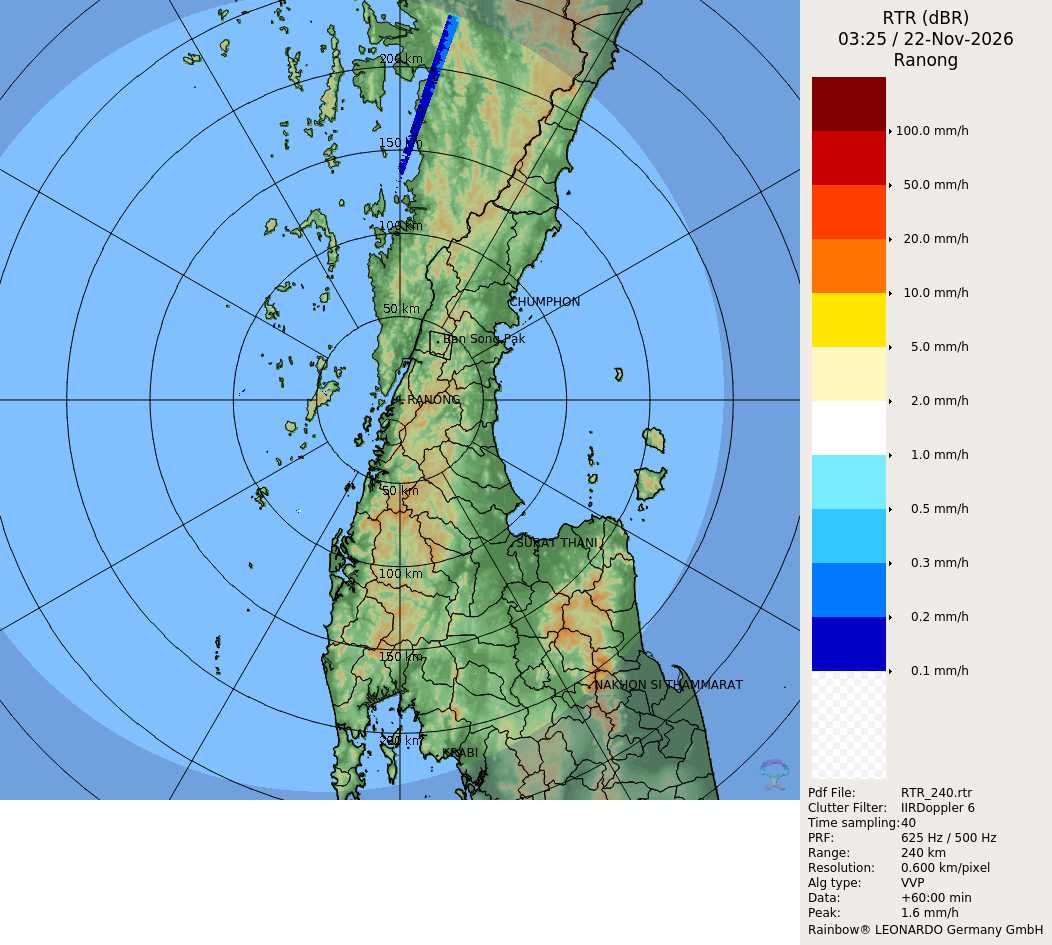 RTR (dBR)
03:25 / 22-Nov-2026
Ranong
100.0 mm/h
50.0 mm/h
20.0 mm/h
10.0 mm/h
5.0 mm/h
2.0 mm/h
1.0 mm/h
0.5 mm/h
0.3 mm/h
0.2 mm/h
0.1 mm/h
200 km
150 km
100 km
CHUMPHON
50 km
Ban Song Pak
RANONG
50 km
SURAT THANI
100 km
150 km
NAKHON SI THAMMARAT
200 km
KRABI
Pdf File: RTR_240.rtr
Clutter Filter: IIRDoppler 6
Time sampling: 40
PRF: 625 Hz / 500 Hz
Range: 240 km
Resolution: 0.600 km/pixel
Alg type: VVP
Data: +60:00 min
Peak: 1.6 mm/h
Rainbow® LEONARDO Germany GmbH